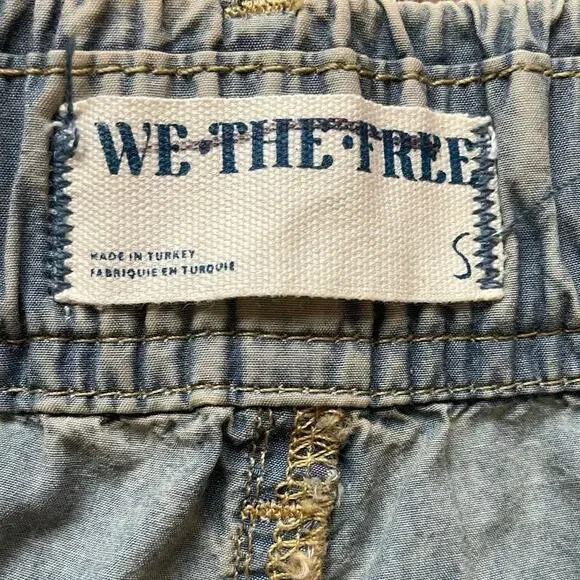 WE•THE•FREE
MADE IN TURKEY
FABRIQUIE EN TURQUIE
S